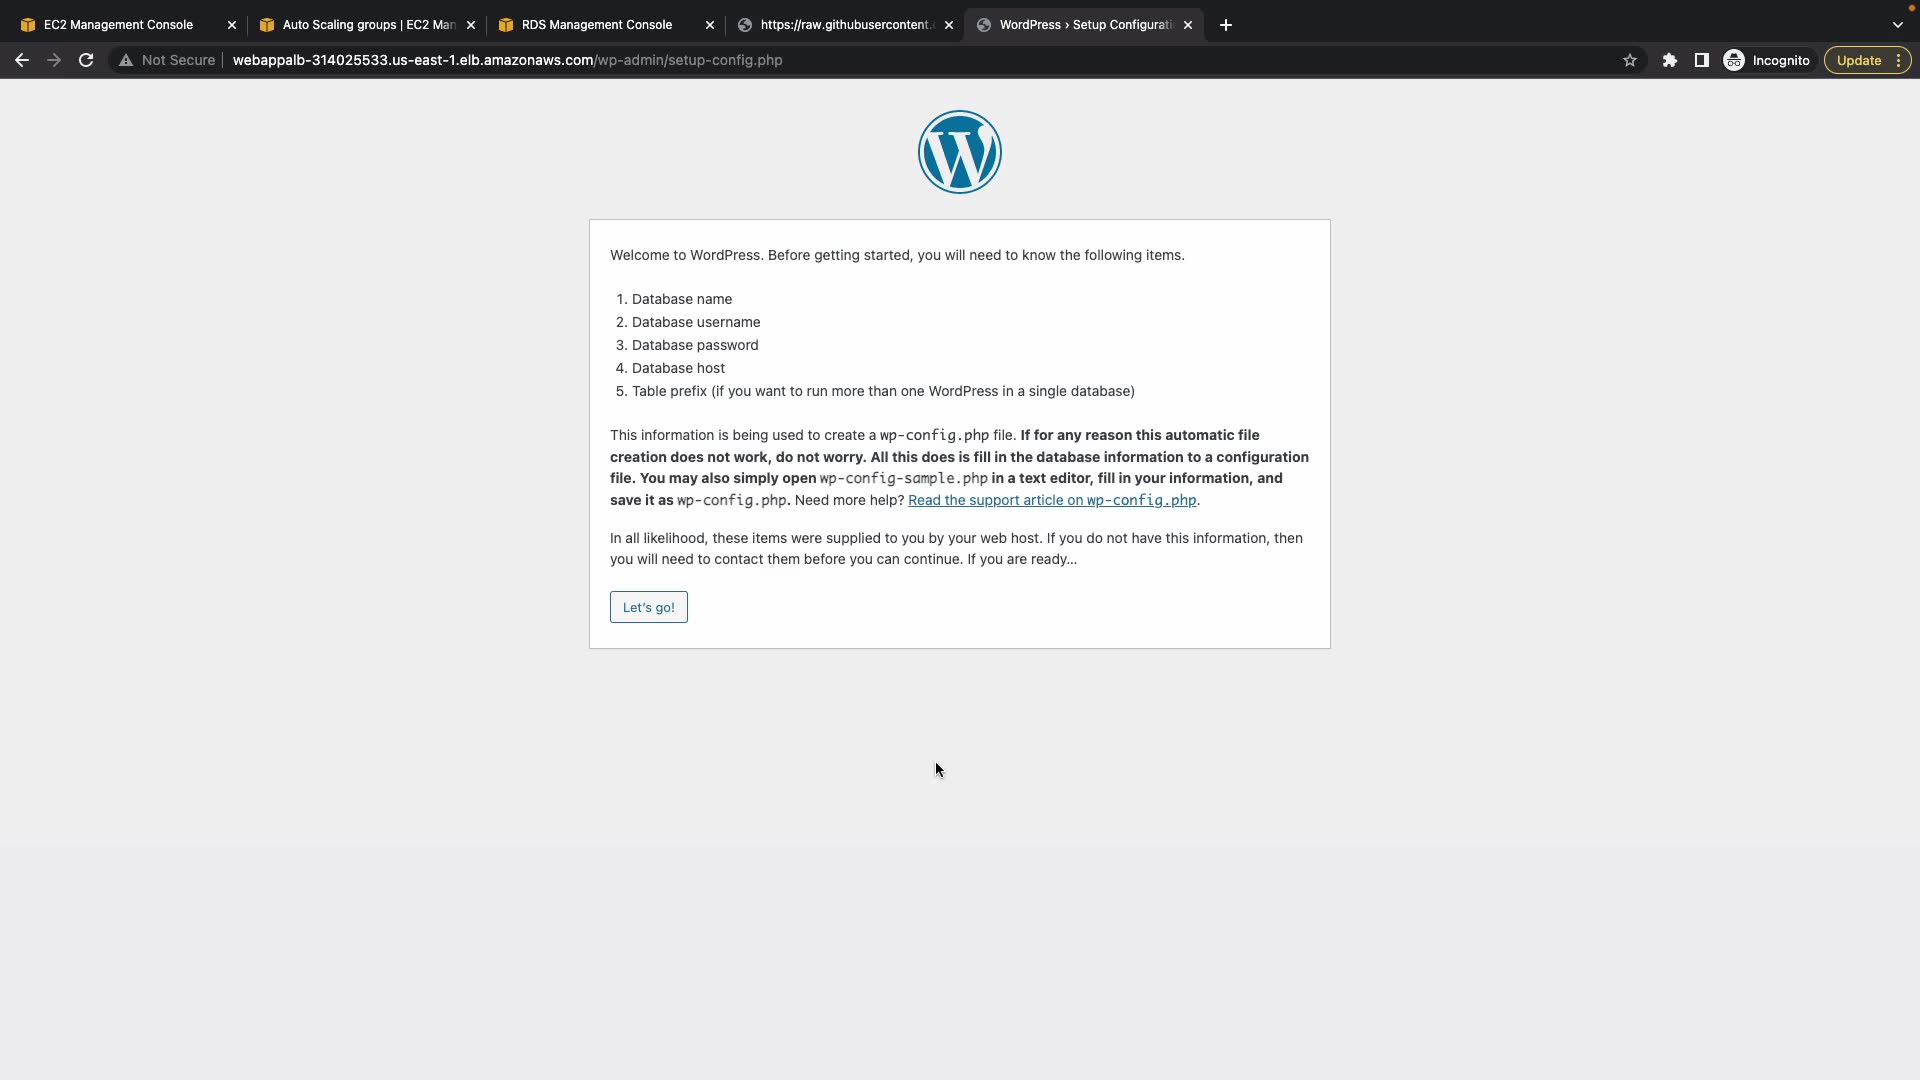 EC2 Management Console
Auto Scaling groups | EC2 Man
RDS Management Console
https://raw.githubusercontent.
WordPress › Setup Configurati
Not Secure
webappalb-314025533.us-east-1.elb.amazonaws.com/wp-admin/setup-config.php
Incognito
Update
W
Welcome to WordPress. Before getting started, you will need to know the following items.
1. Database name
2. Database username
3. Database password
4. Database host
5. Table prefix (if you want to run more than one WordPress in a single database)
This information is being used to create a wp-config.php file. If for any reason this automatic file
creation does not work, do not worry. All this does is fill in the database information to a configuration
file. You may also simply open wp-config-sample.php in a text editor, fill in your information, and
save it as wp-config.php. Need more help? Read the support article on wp-config.php.
In all likelihood, these items were supplied to you by your web host. If you do not have this information, then
you will need to contact them before you can continue. If you are ready…
Let’s go!